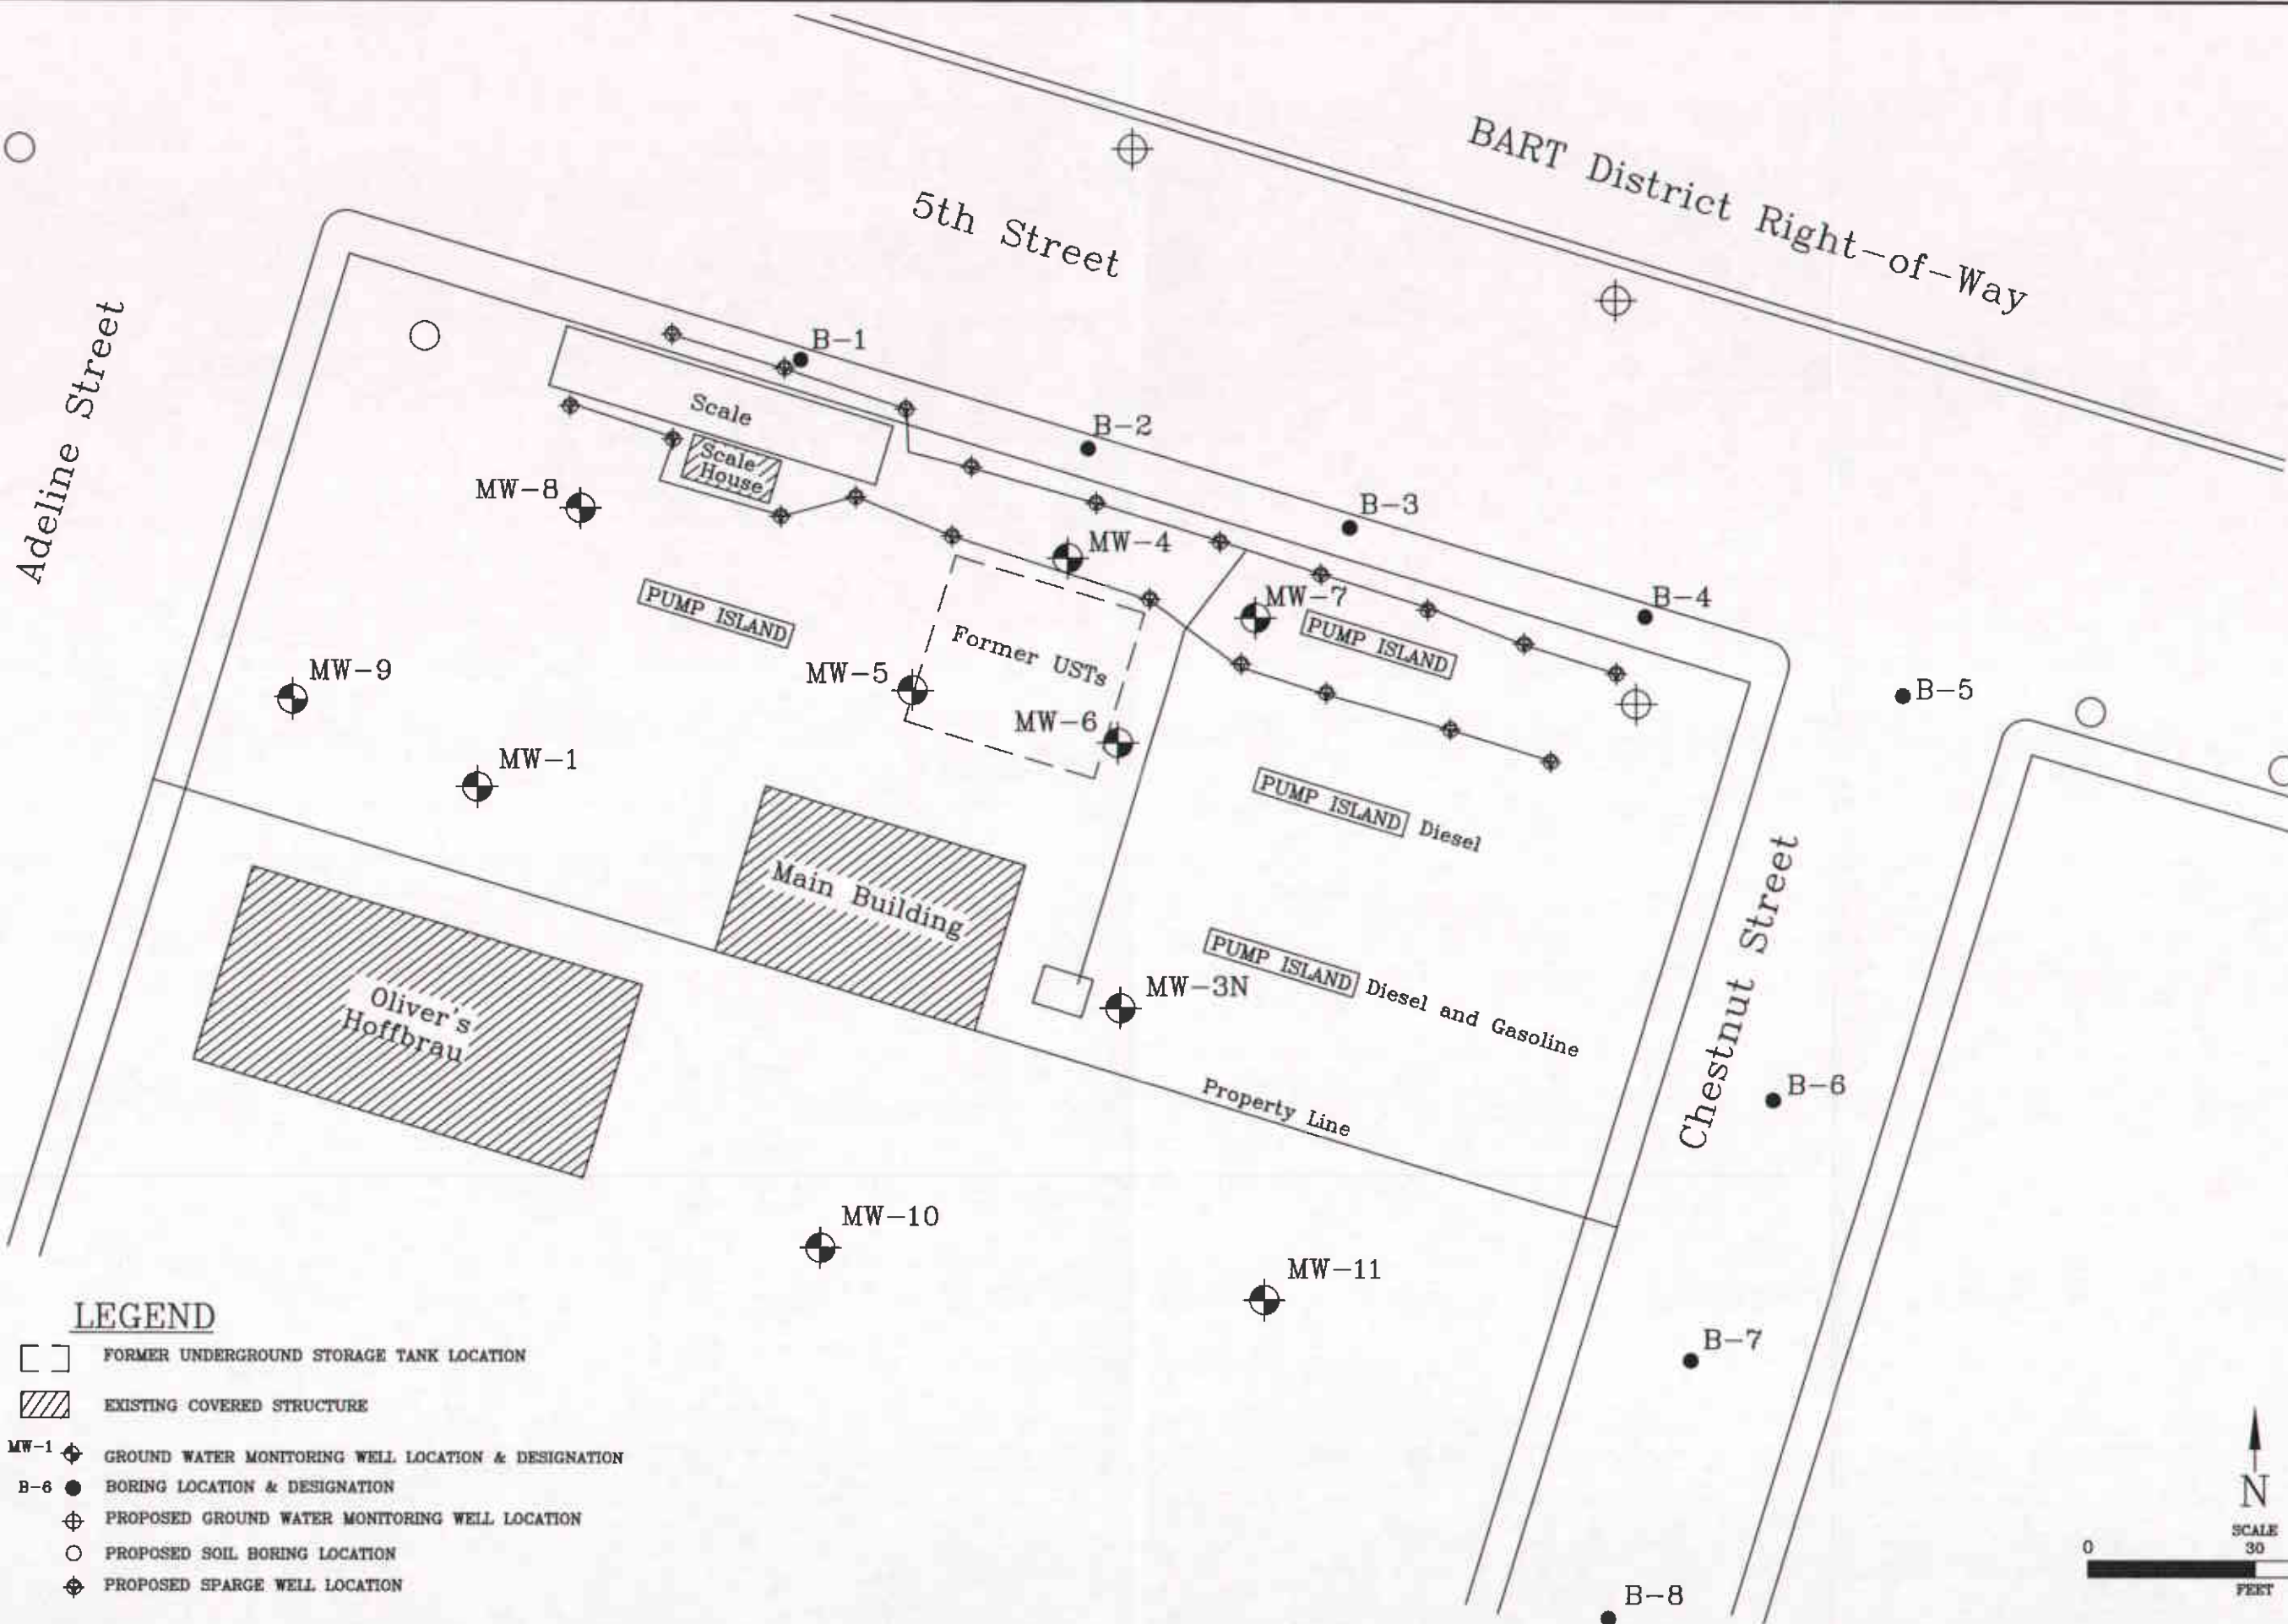 BART District Right-of-Way
5th Street
Adeline Street
B-1
Scale
B-2
Scale
House
MW-8
B-3
MW-4
PUMP ISLAND
MW-7
B-4
PUMP ISLAND
Former USTs
MW-9
MW-5
B-5
MW-6
MW-1
PUMP ISLAND Diesel
Main Building
Chestnut Street
PUMP ISLAND Diesel and Gasoline
MW-3N
Oliver's
Hoffbrau
Property Line
B-6
MW-10
MW-11
B-7
B-8
LEGEND
FORMER UNDERGROUND STORAGE TANK LOCATION
EXISTING COVERED STRUCTURE
MW-1 GROUND WATER MONITORING WELL LOCATION & DESIGNATION
B-6 BORING LOCATION & DESIGNATION
PROPOSED GROUND WATER MONITORING WELL LOCATION
PROPOSED SOIL BORING LOCATION
PROPOSED SPARGE WELL LOCATION
N
SCALE
0 30
FEET